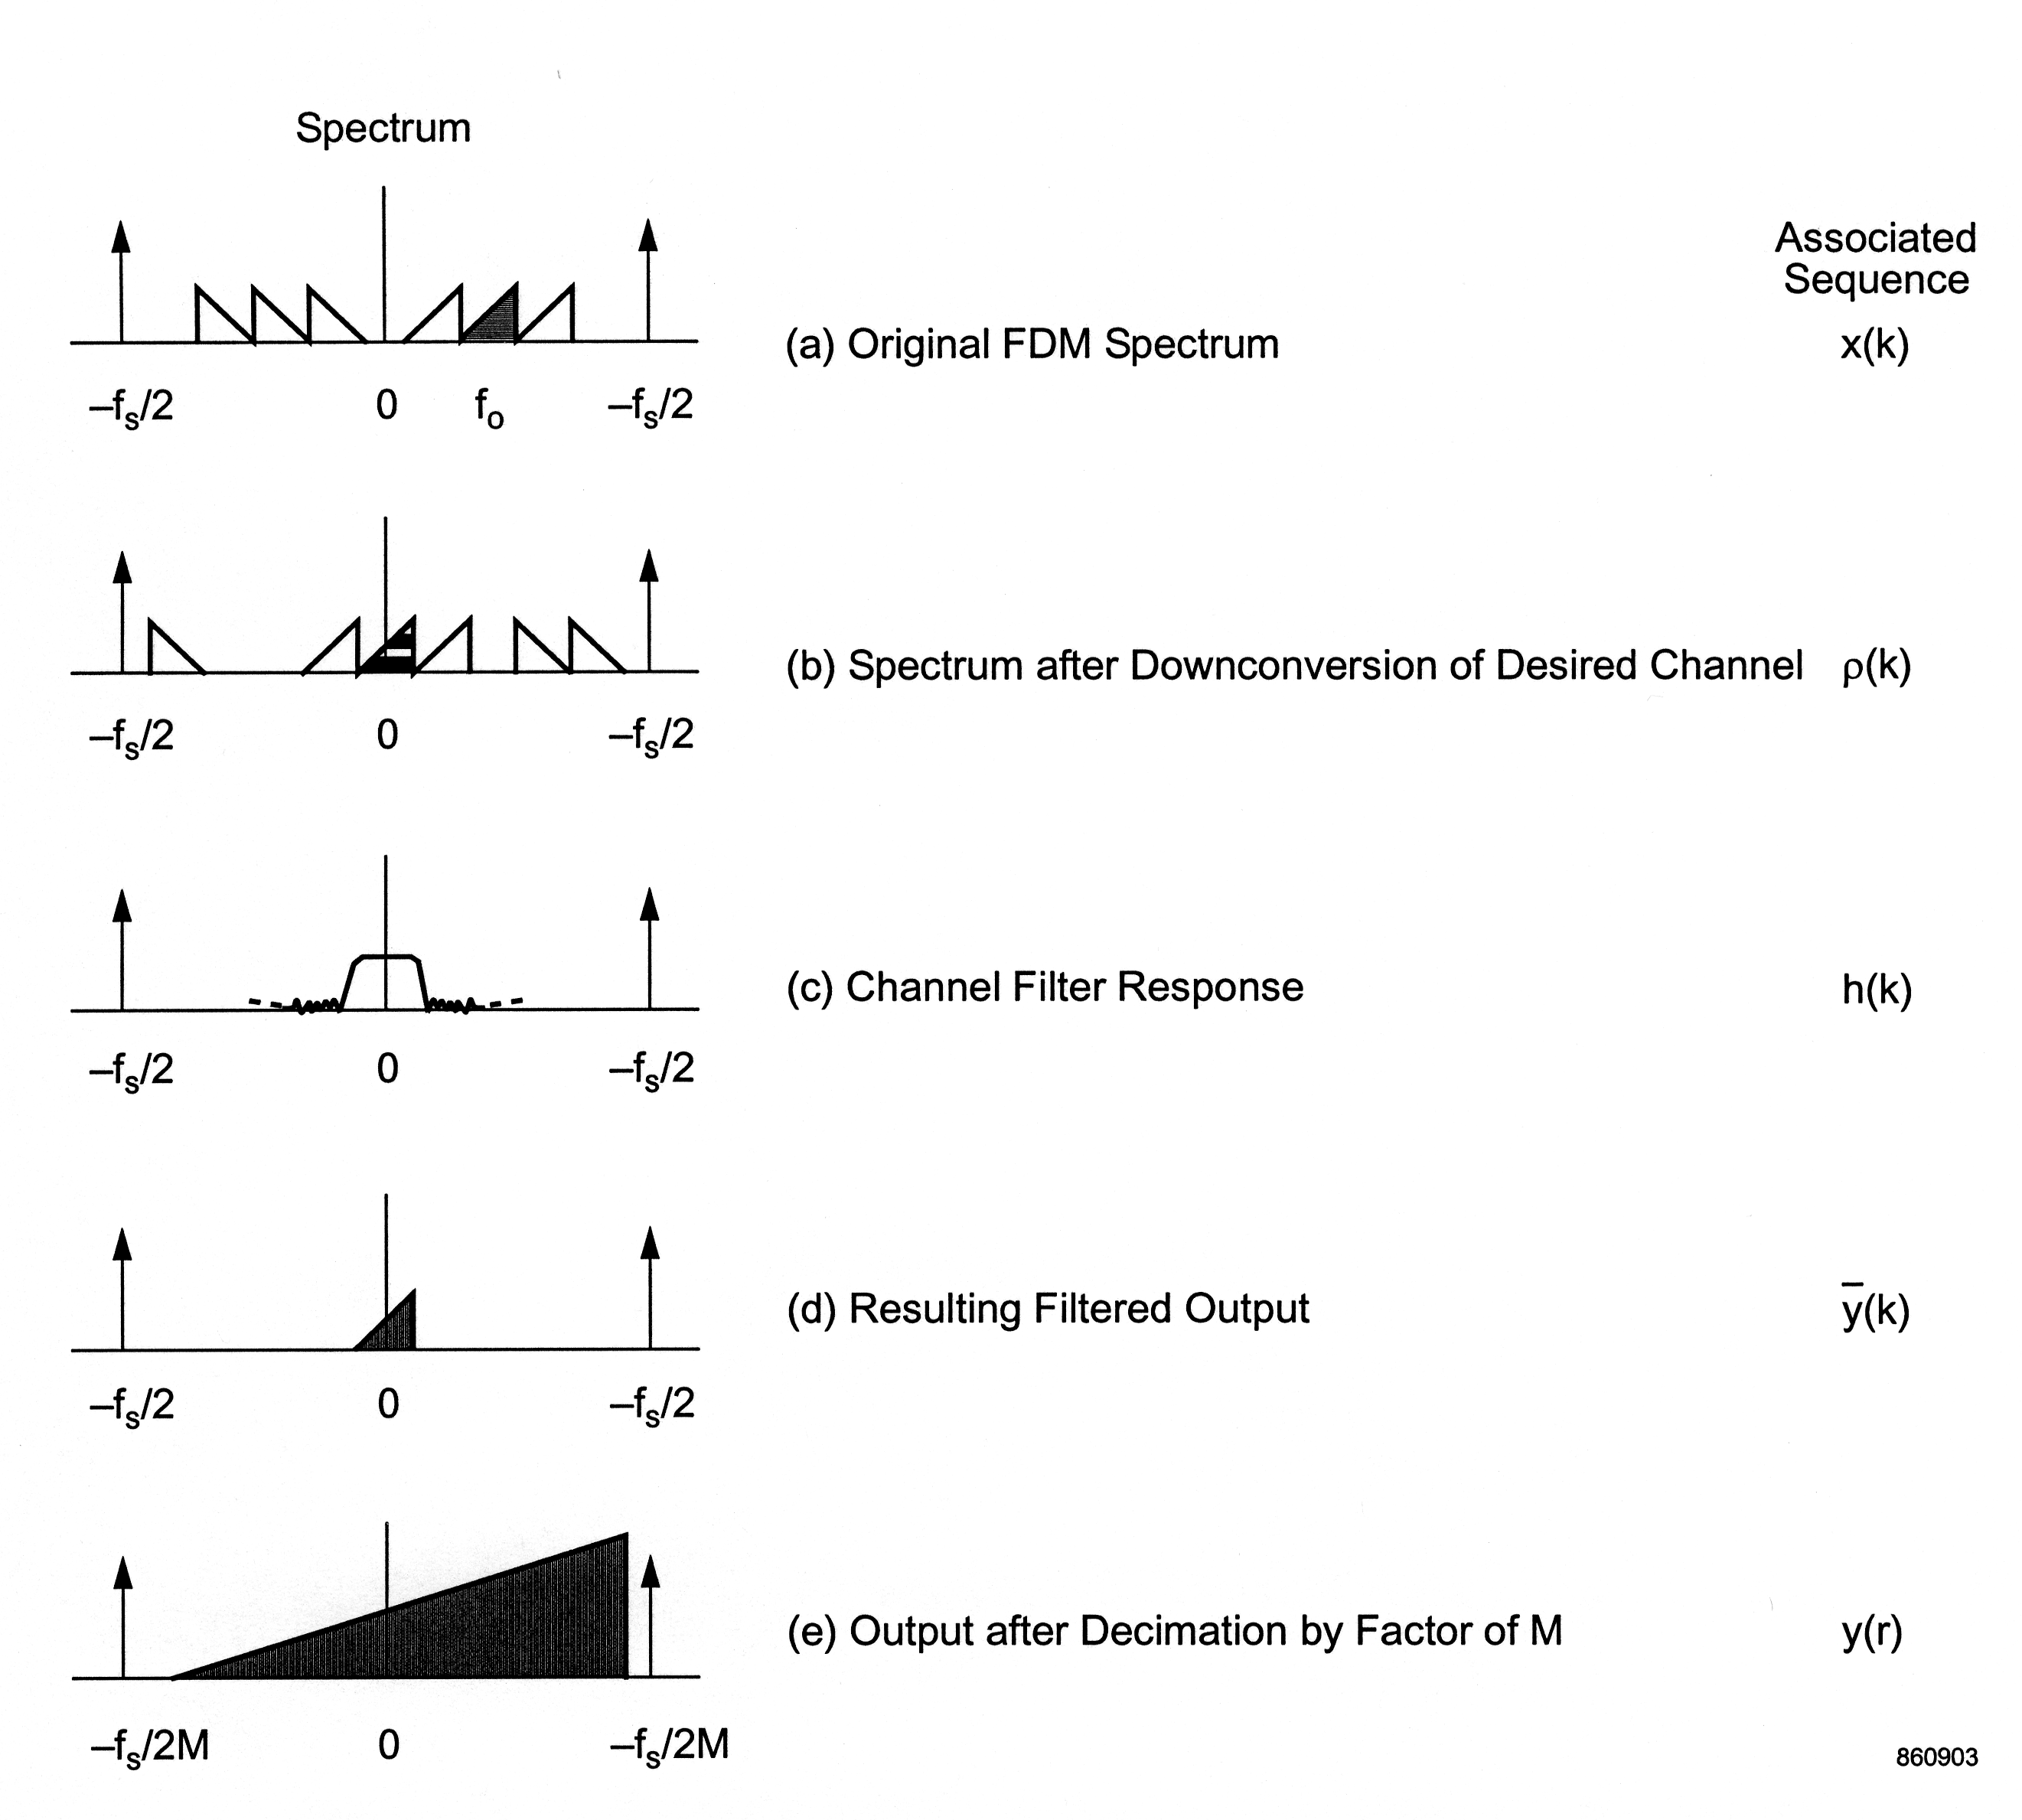 Spectrum
Associated
Sequence
(a) Original FDM Spectrum x(k)
–fs/2 0 fo –fs/2
(b) Spectrum after Downconversion of Desired Channel ρ(k)
–fs/2 0 –fs/2
(c) Channel Filter Response h(k)
–fs/2 0 –fs/2
(d) Resulting Filtered Output y̅(k)
–fs/2 0 –fs/2
(e) Output after Decimation by Factor of M y(r)
–fs/2M 0 –fs/2M
860903